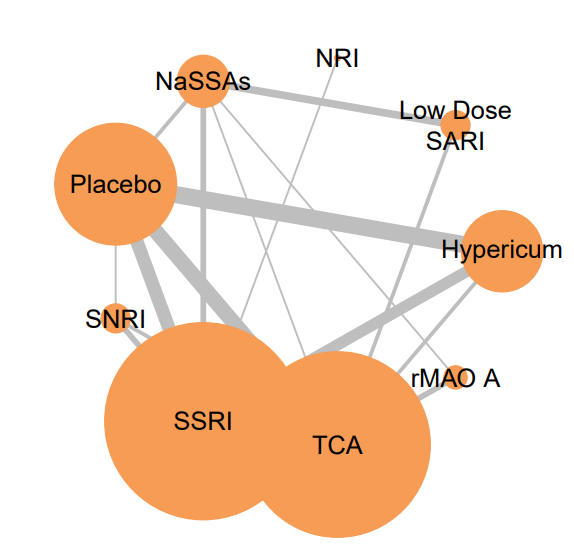 NRI
NaSSAs
Low Dose
SARI
Placebo
Hypericum
SNRI
rMAO A
SSRI
TCA